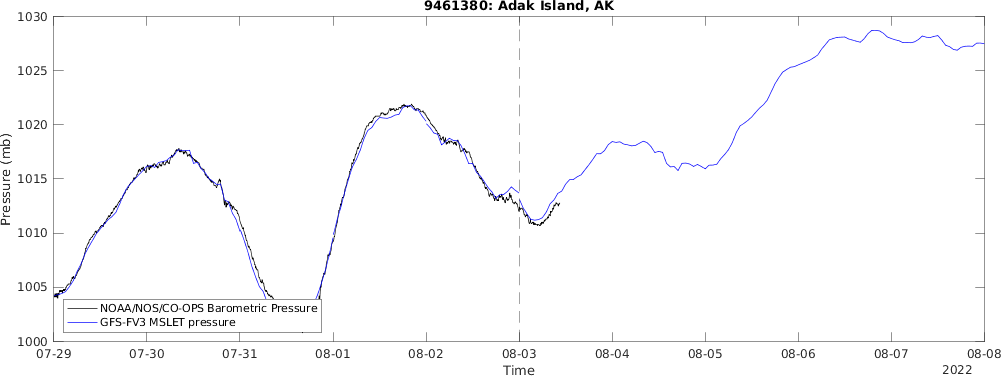 9461380: Adak Island, AK
Pressure (mb)
1030
1025
1020
1015
1010
1005
1000
NOAA/NOS/CO-OPS Barometric Pressure
GFS-FV3 MSLET pressure
07-29 07-30 07-31 08-01 08-02 08-03 08-04 08-05 08-06 08-07 08-08
Time
2022